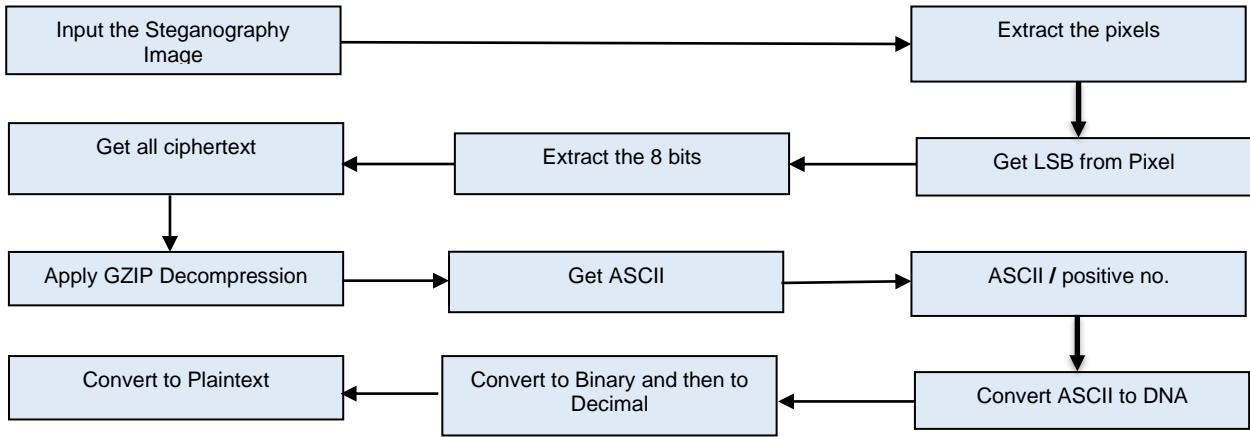 Input the Steganography
Image
Extract the pixels
Get LSB from Pixel
Extract the 8 bits
Get all ciphertext
Apply GZIP Decompression
Get ASCII
ASCII / positive no.
Convert ASCII to DNA
Convert to Binary and then to
Decimal
Convert to Plaintext